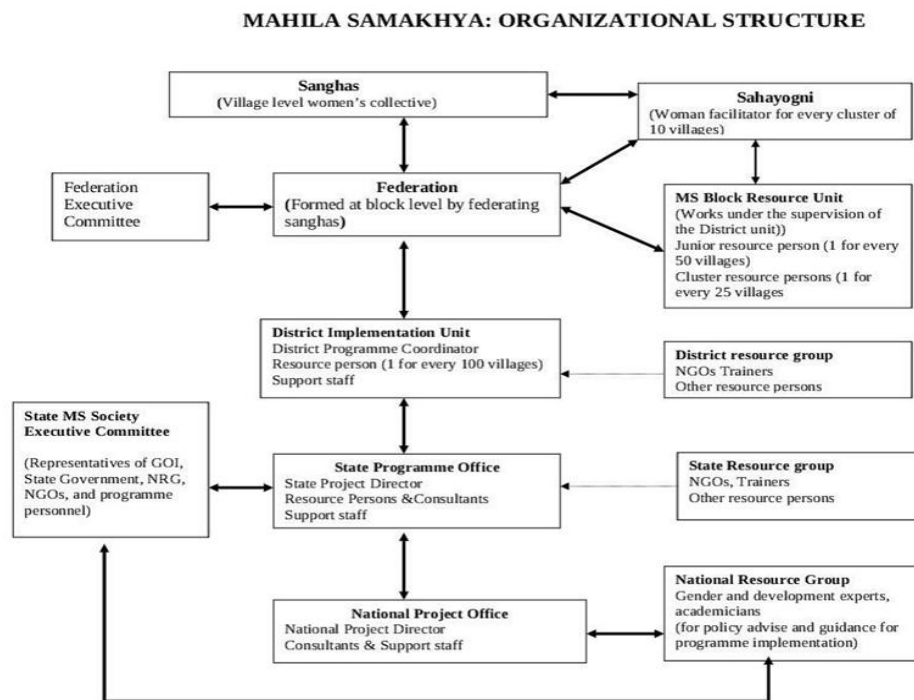 MAHILA SAMAKHYA: ORGANIZATIONAL STRUCTURE
Sanghas
(Village level women’s collective)
Sahayogni
(Woman facilitator for every cluster of
10 villages)
Federation
Executive
Committee
Federation
(Formed at block level by federating
sanghas)
MS Block Resource Unit
(Works under the supervision of
the District unit))
Junior resource person (1 for every
50 villages)
Cluster resource persons (1 for
every 25 villages
District Implementation Unit
District Programme Coordinator
Resource person (1 for every 100 villages)
Support staff
District resource group
NGOs Trainers
Other resource persons
State MS Society
Executive Committee
(Representatives of GOI,
State Government, NRG,
NGOs, and programme
personnel)
State Programme Office
State Project Director
Resource Persons &Consultants
Support staff
State Resource group
NGOs, Trainers
Other resource persons
National Project Office
National Project Director
Consultants & Support staff
National Resource Group
Gender and development experts,
academicians
(for policy advise and guidance for
programme implementation)